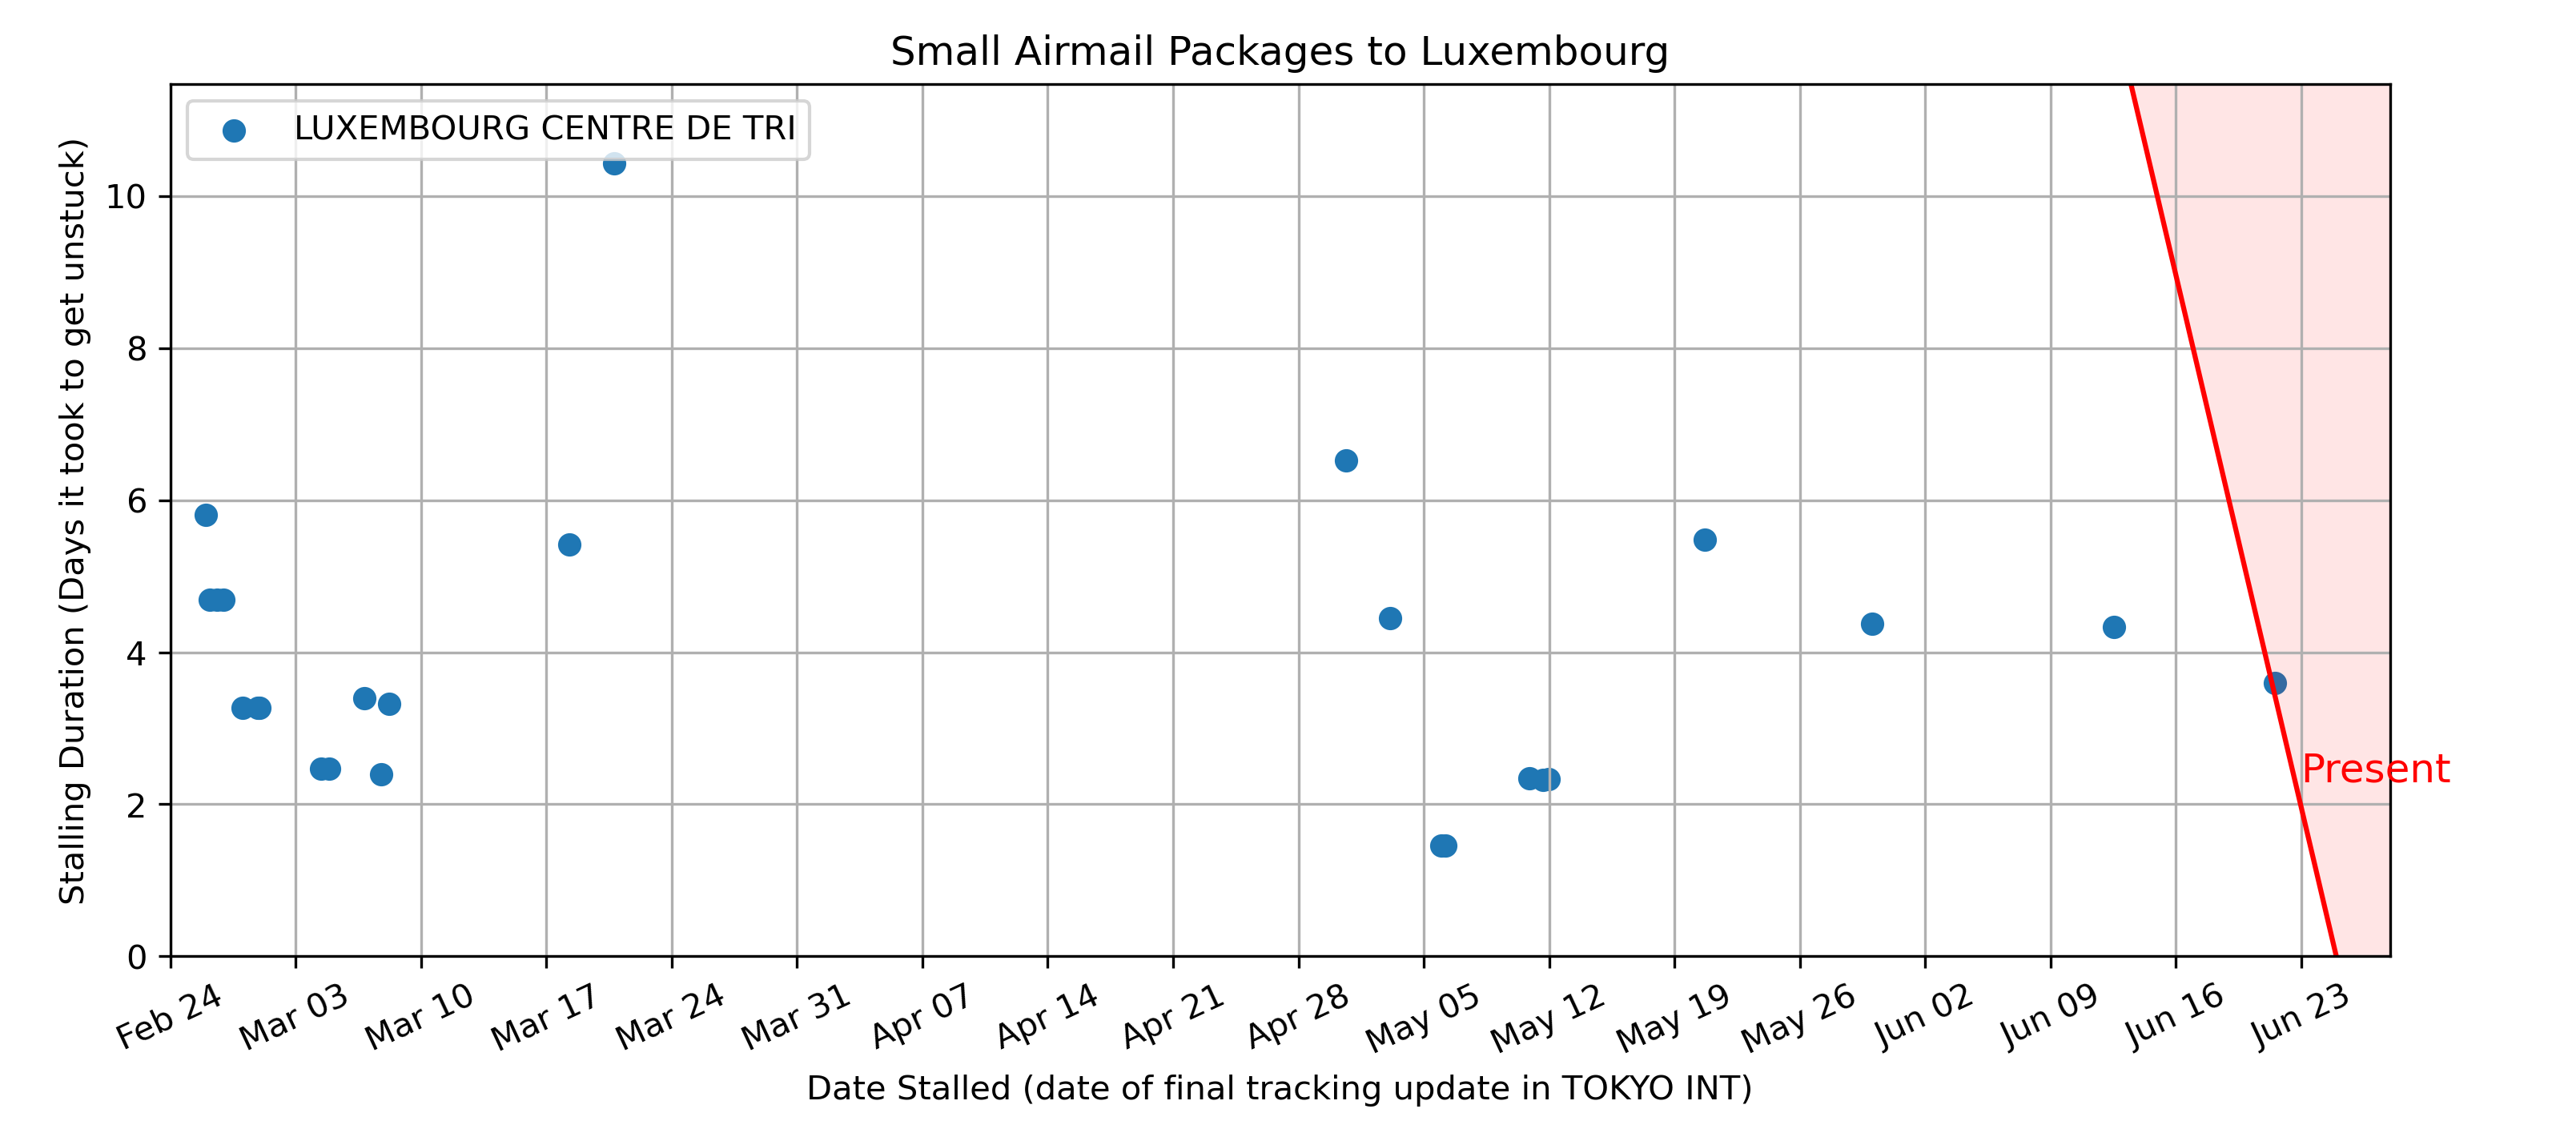 Small Airmail Packages to Luxembourg
LUXEMBOURG CENTRE DE TRI
Stalling Duration (Days it took to get unstuck)
10
8
6
4
2
0
Present
Feb 24 Mar 03 Mar 10 Mar 17 Mar 24 Mar 31 Apr 07 Apr 14 Apr 21 Apr 28 May 05 May 12 May 19 May 26 Jun 02 Jun 09 Jun 16 Jun 23
Date Stalled (date of final tracking update in TOKYO INT)